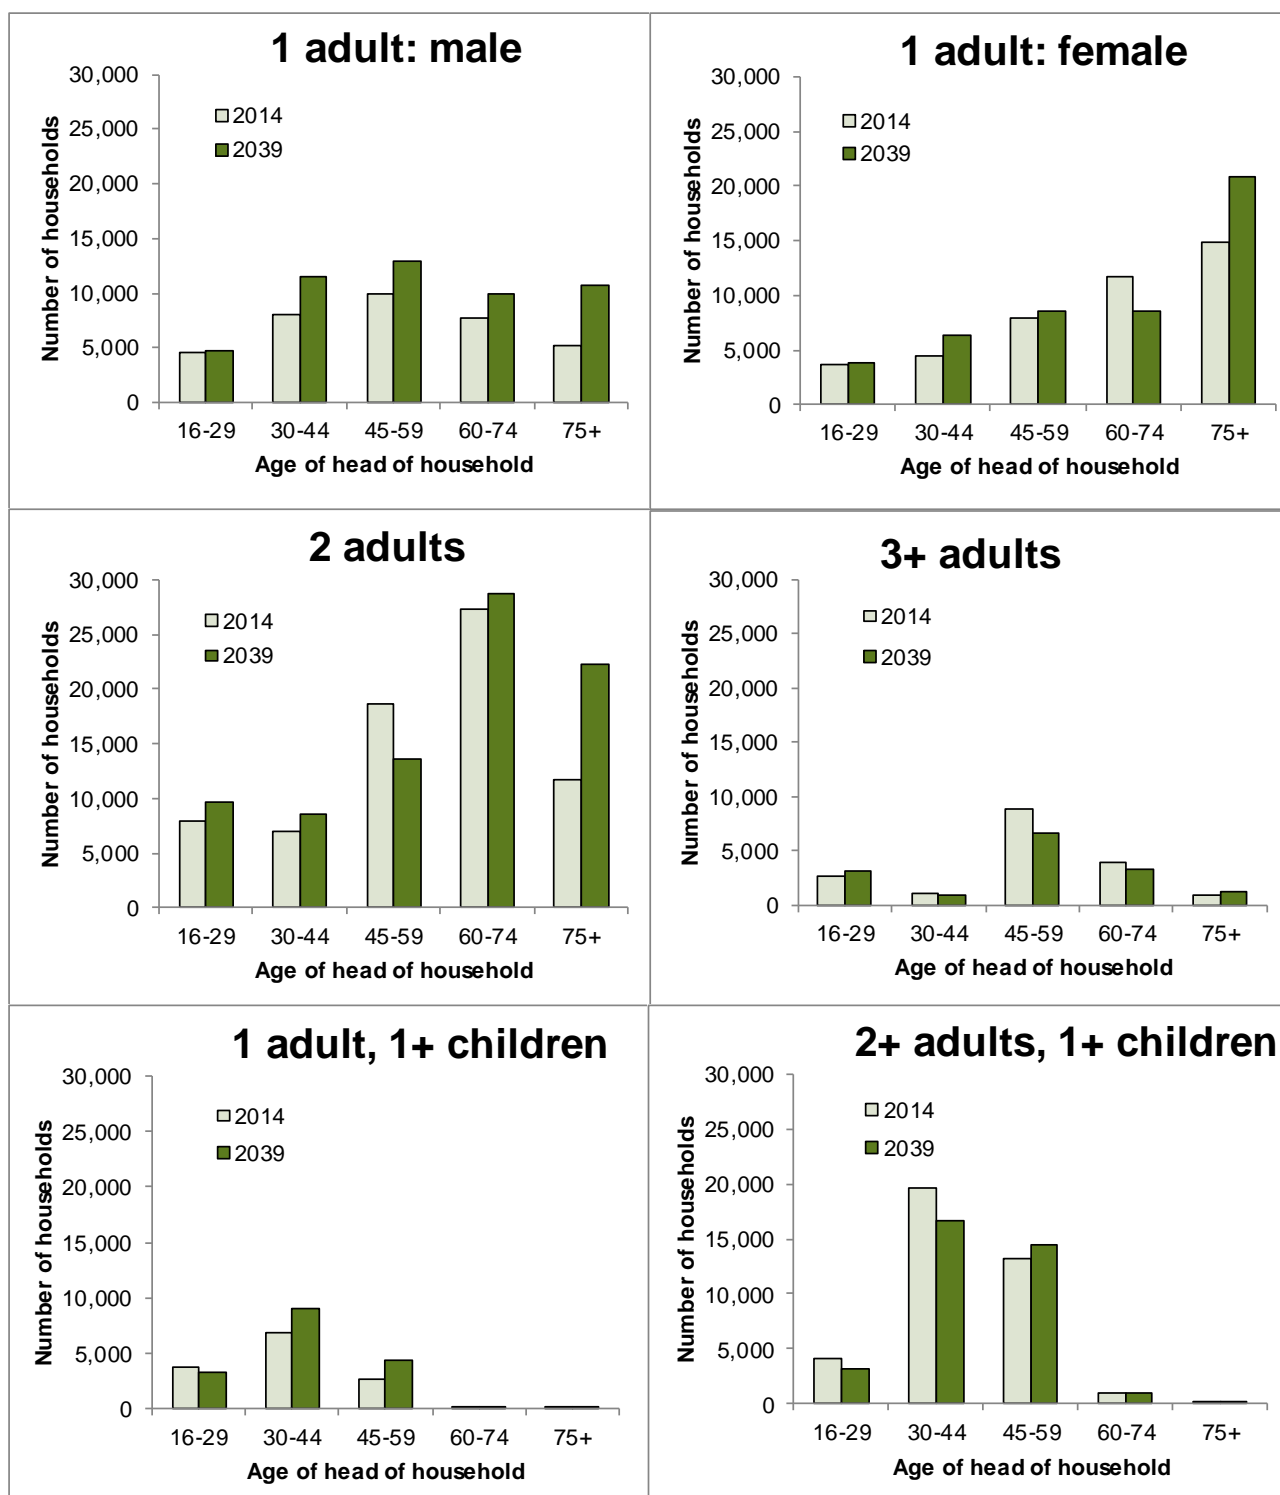 1 adult: male
30,000
25,000
20,000
15,000
10,000
5,000
0
Number of households
2014
2039
16-29 30-44 45-59 60-74 75+
Age of head of household
1 adult: female
30,000
25,000
20,000
15,000
10,000
5,000
0
Number of households
2014
2039
16-29 30-44 45-59 60-74 75+
Age of head of household
2 adults
30,000
25,000
20,000
15,000
10,000
5,000
0
Number of households
2014
2039
16-29 30-44 45-59 60-74 75+
Age of head of household
3+ adults
30,000
25,000
20,000
15,000
10,000
5,000
0
Number of households
2014
2039
16-29 30-44 45-59 60-74 75+
Age of head of household
1 adult, 1+ children
30,000
25,000
20,000
15,000
10,000
5,000
0
Number of households
2014
2039
16-29 30-44 45-59 60-74 75+
Age of head of household
2+ adults, 1+ children
30,000
25,000
20,000
15,000
10,000
5,000
0
Number of households
2014
2039
16-29 30-44 45-59 60-74 75+
Age of head of household